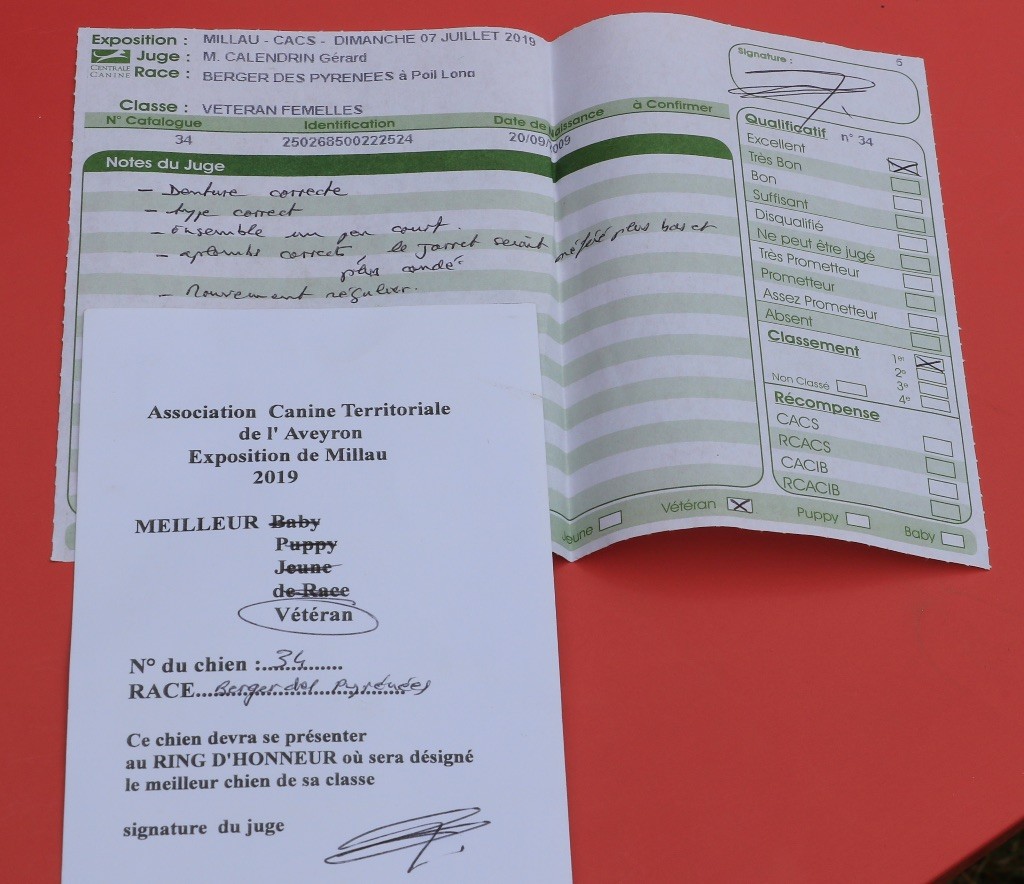 Exposition : MILLAU - CACS - DIMANCHE 07 JUILLET 2019
CENTRALE CANINE
Juge : M. CALENDRIN Gérard
Race : BERGER DES PYRENEES à Poil Long
Classe : VETERAN FEMELLES
N° Catalogue Identification Date de Naissance à Confirmer
34 250268500222524 20/09/2009
Notes du Juge
- Denture correcte
- type correct
- ensemble un peu court.
- aplombs corrects le jarret serait plus bas et
plus coudé
- Mouvement régulier.
Signature :
5
Qualificatif n° 34
Excellent
Très Bon
Bon
Suffisant
Disqualifié
Ne peut être jugé
Très Prometteur
Prometteur
Assez Prometteur
Absent
Classement
1er
2e
3e
Non Classé 4e
Récompense
CACS
RCACS
CACIB
RCACIB
Jeune Vétéran Puppy Baby
Association Canine Territoriale
de l' Aveyron
Exposition de Millau
2019
MEILLEUR Baby
Puppy
Jeune
de Race
Vétéran
N° du chien :...34...........
RACE...Berger des Pyrénées
Ce chien devra se présenter
au RING D'HONNEUR où sera désigné
le meilleur chien de sa classe
signature du juge